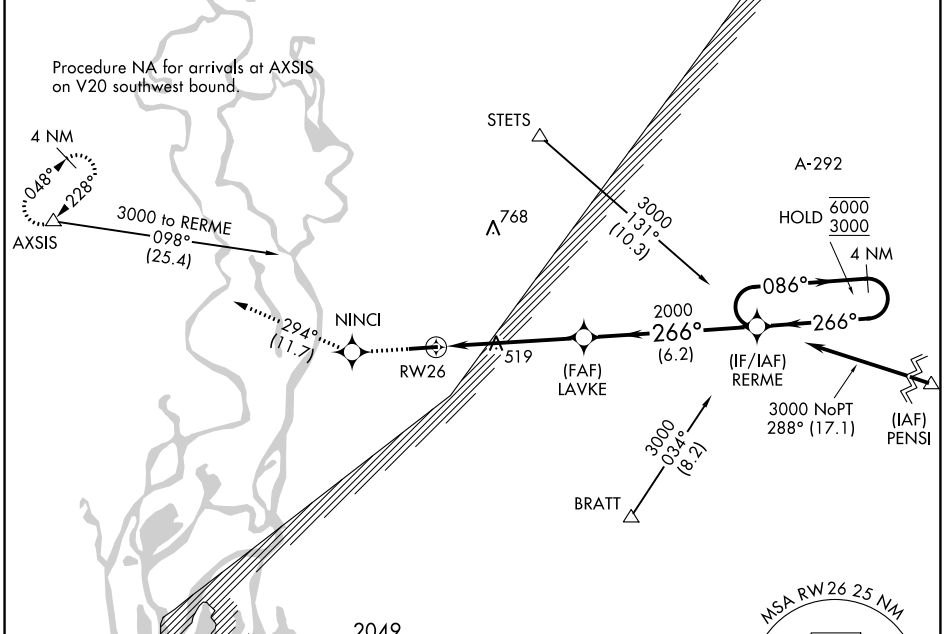 Procedure NA for arrivals at AXSIS
on V20 southwest bound.
4 NM
048°
228°
AXSIS
3000 to RERME
098°
(25.4)
STETS
768
3000
131°
(10.3)
A-292
HOLD
6000
3000
4 NM
086°
266°
294°
(11.7)
NINCI
RW26
519
2000
266°
(6.2)
(FAF)
LAVKE
(IF/IAF)
RERME
3000 NoPT
288° (17.1)
(IAF)
PENSI
3000
034°
(8.2)
BRATT
MSA RW26 25 NM
2049